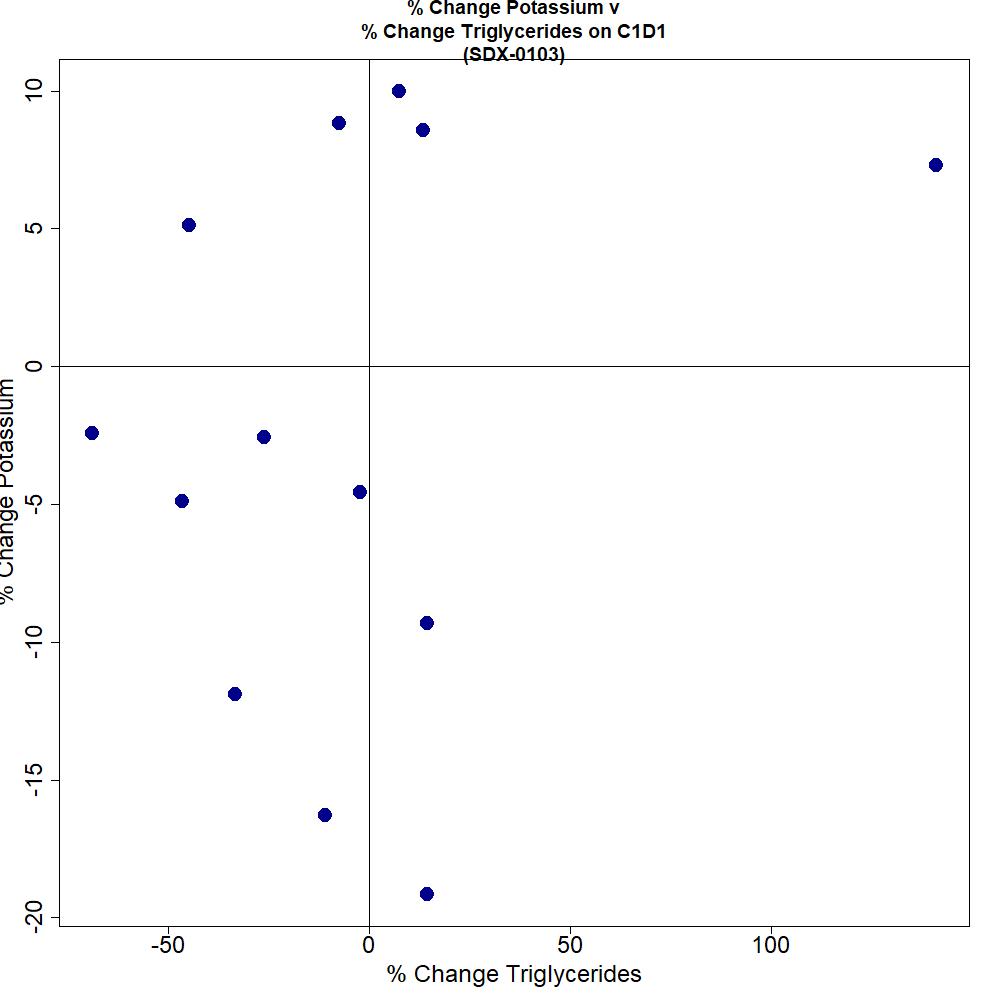 % Change Potassium v
% Change Triglycerides on C1D1
(SDX-0103)
10
5
0
-5
-10
-15
-20
% Change Potassium
-50
0
50
100
% Change Triglycerides